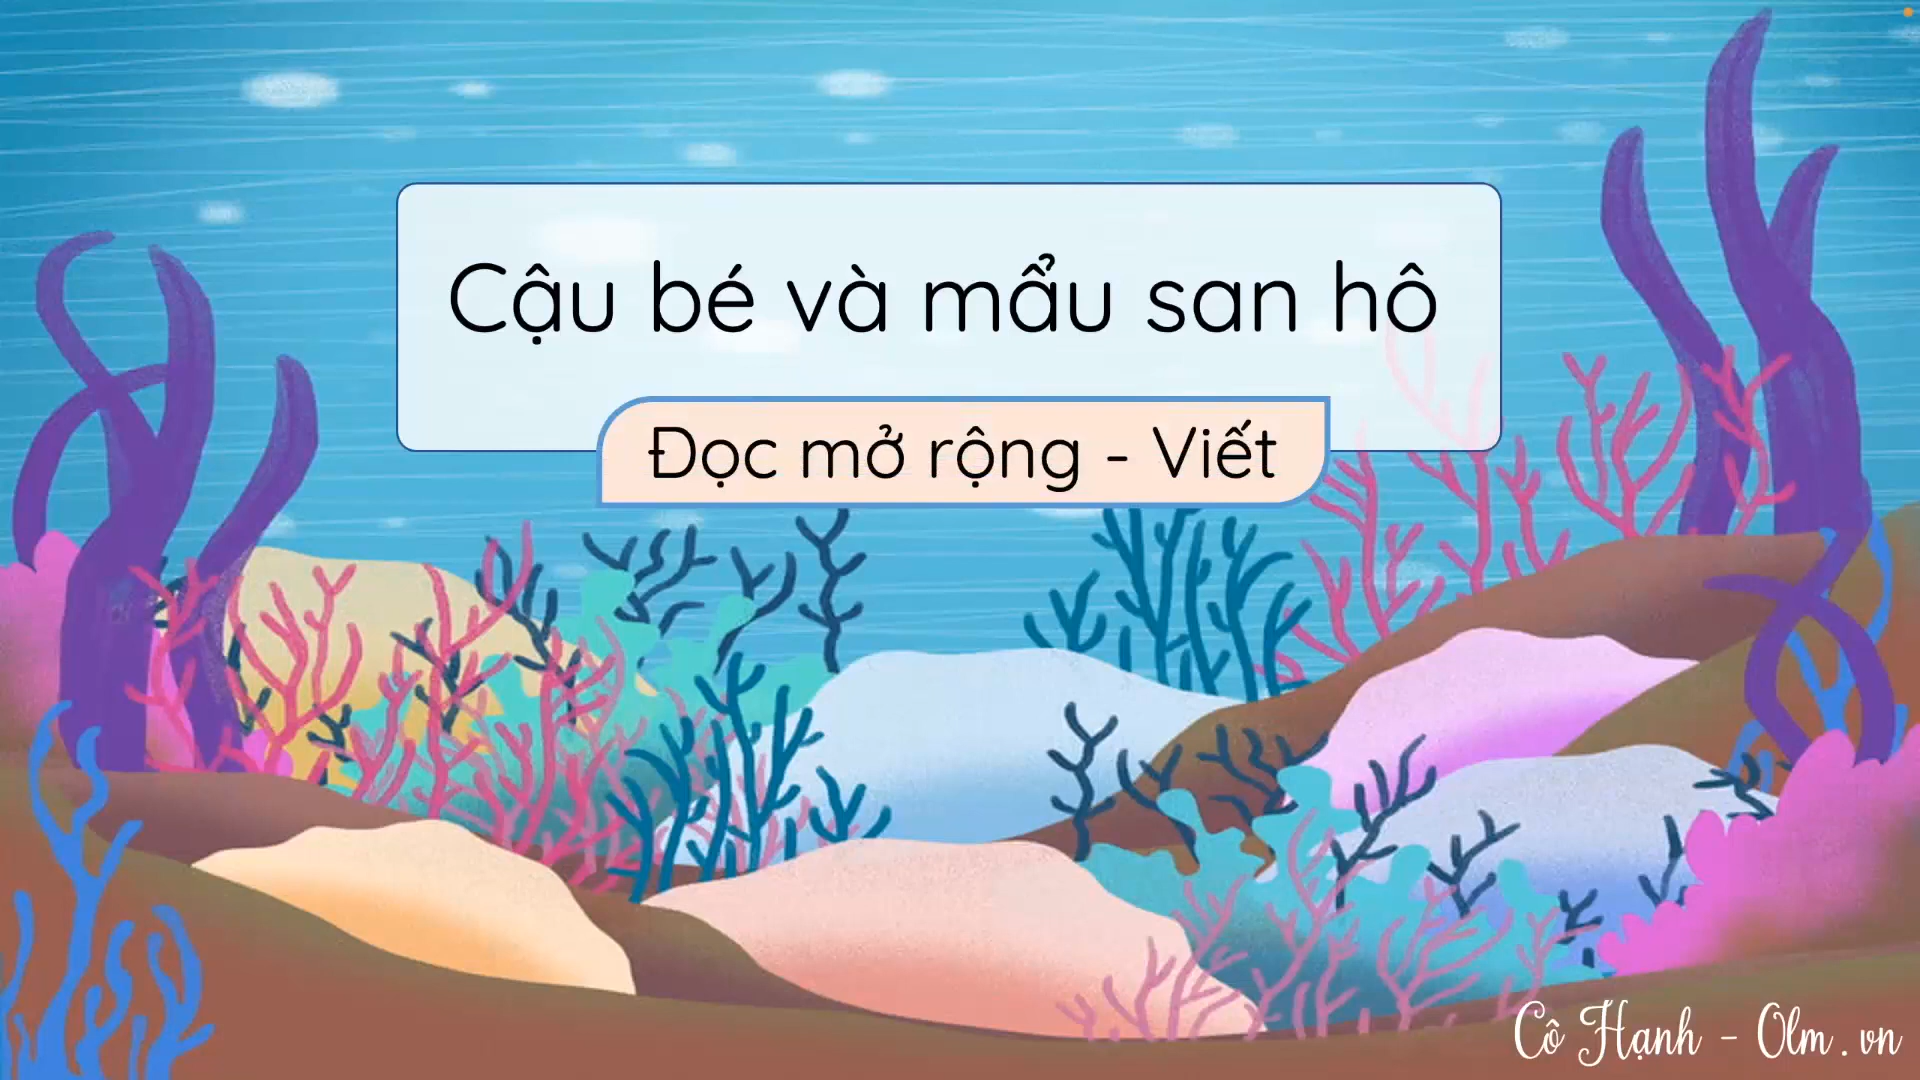 Cậu bé và mẩu san hô
Đọc mở rộng - Viết
Cô Hạnh - Olm.vn